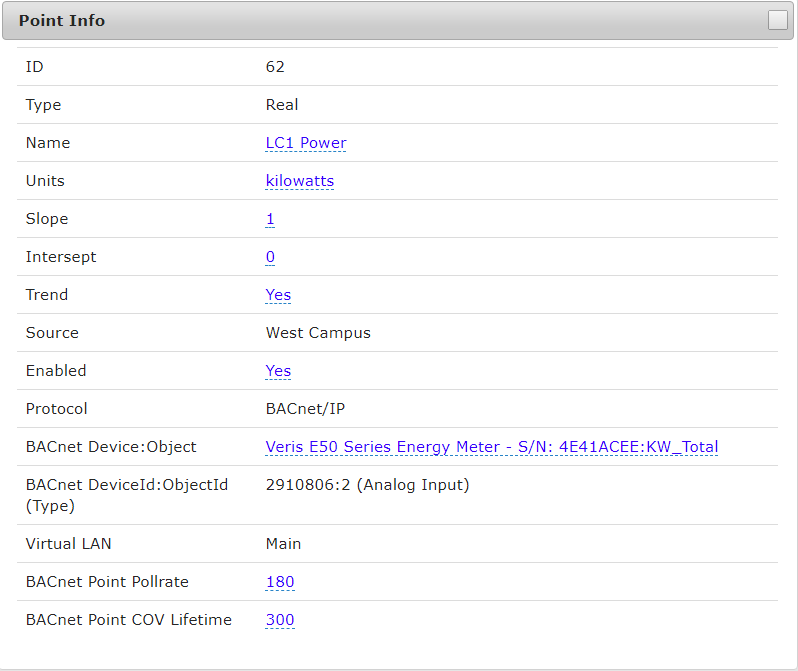 Point Info
ID 62
Type Real
Name LC1 Power
Units kilowatts
Slope 1
Intersept 0
Trend Yes
Source West Campus
Enabled Yes
Protocol BACnet/IP
BACnet Device:Object Veris E50 Series Energy Meter - S/N: 4E41ACEE:KW_Total
BACnet DeviceId:ObjectId 2910806:2 (Analog Input)
(Type)
Virtual LAN Main
BACnet Point Pollrate 180
BACnet Point COV Lifetime 300